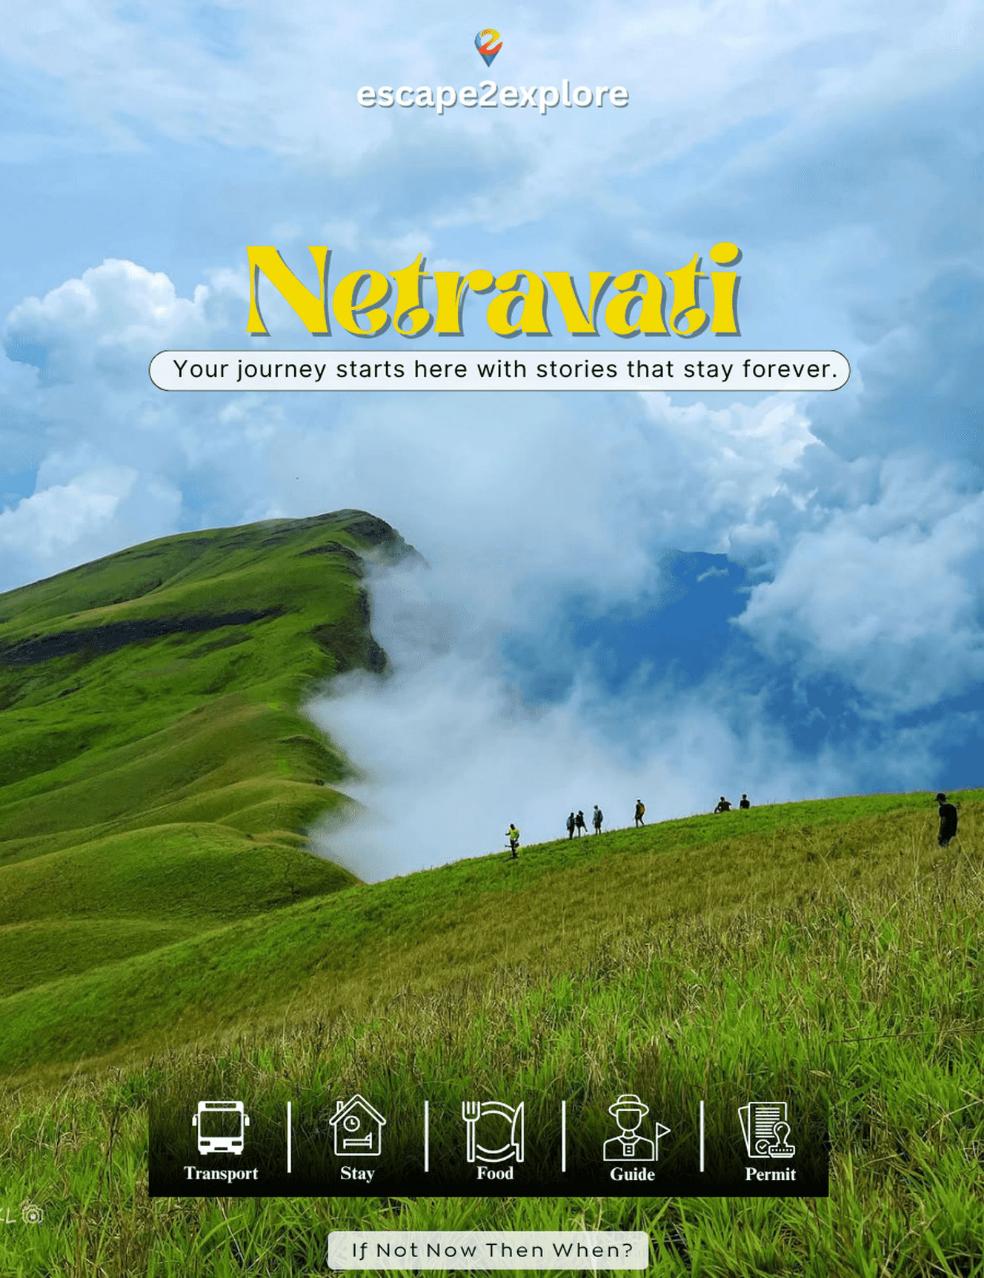 escape2explore
Netravati
Your journey starts here with stories that stay forever.
Transport
Stay
Food
Guide
Permit
If Not Now Then When?